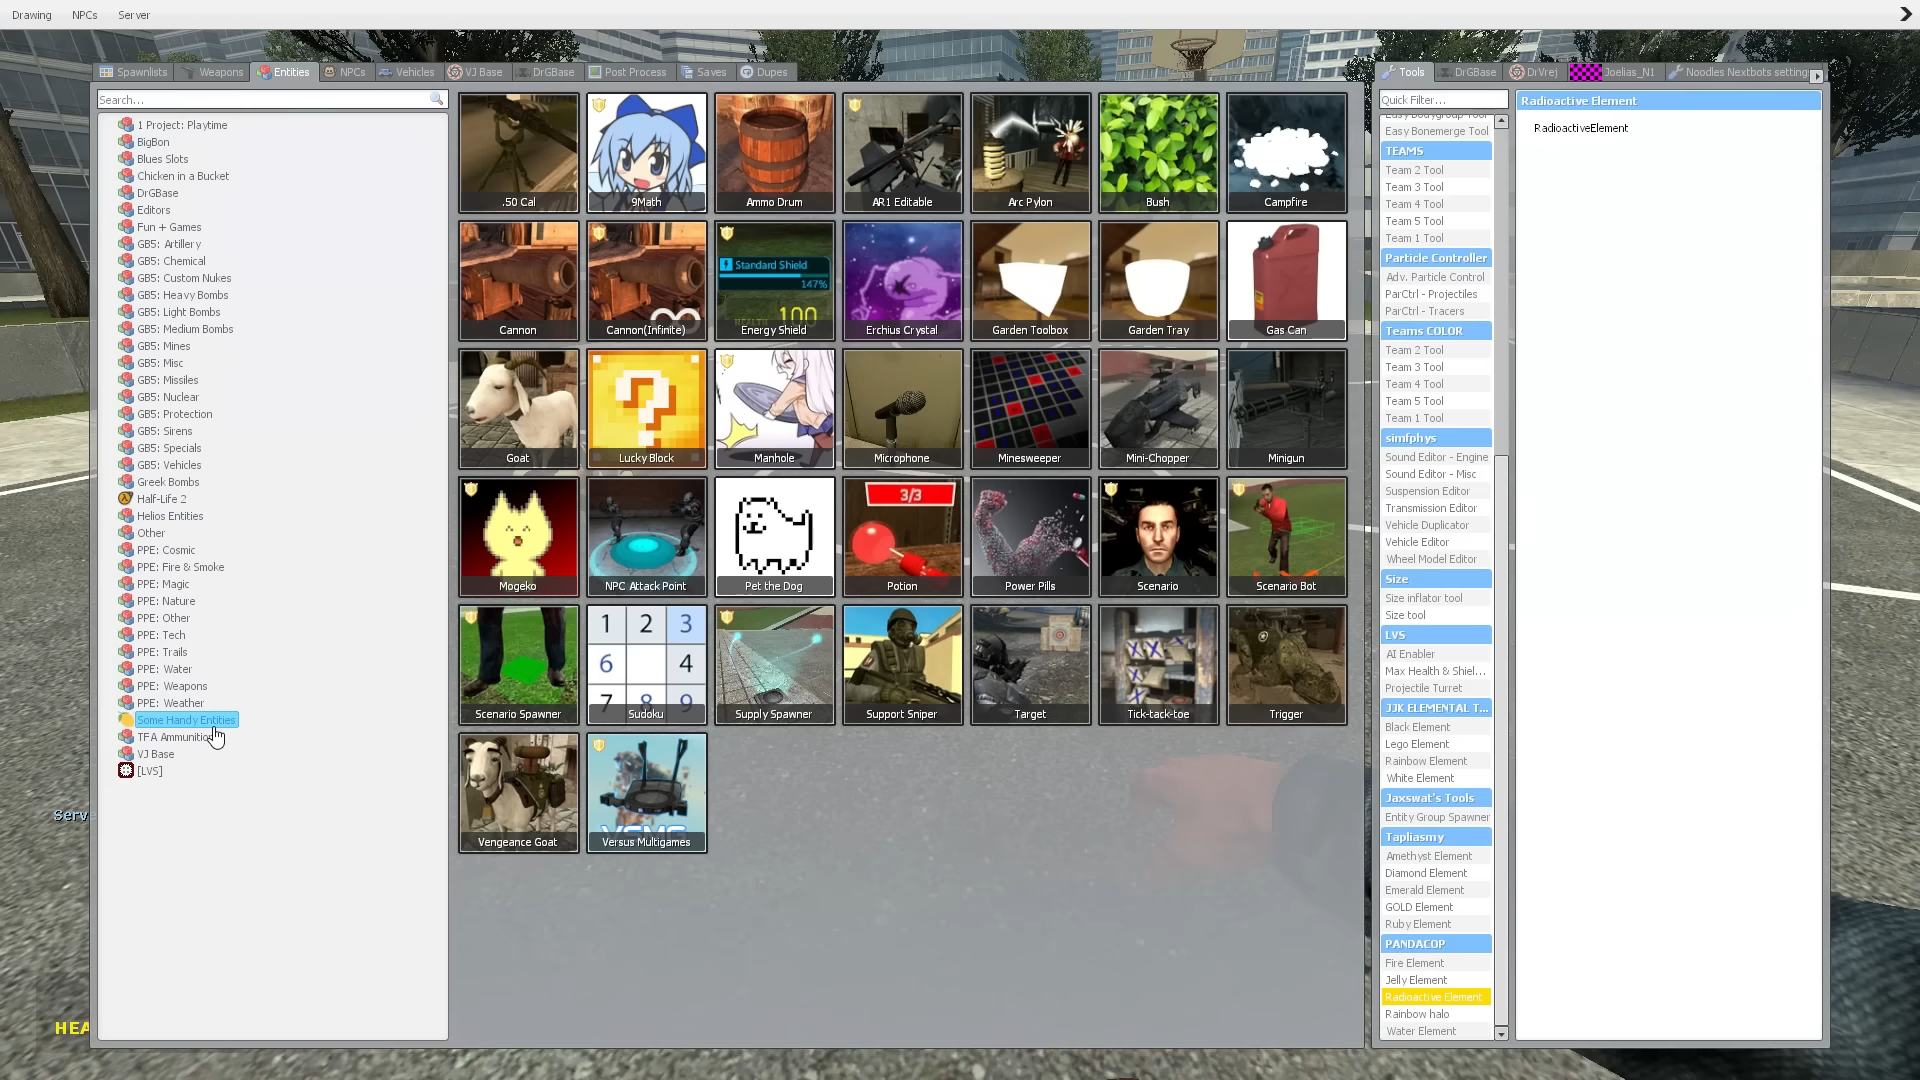 Drawing NPCs Server
Spawnlists Weapons Entities NPCs Vehicles VJ Base DrGBase Post Process Saves Dupes
Search...
1 Project: Playtime
BigBon
Blues Slots
Chicken in a Bucket
DrGBase
Editors
Fun + Games
GB5: Artillery
GB5: Chemical
GB5: Custom Nukes
GB5: Heavy Bombs
GB5: Light Bombs
GB5: Medium Bombs
GB5: Mines
GB5: Misc
GB5: Missiles
GB5: Nuclear
GB5: Protection
GB5: Sirens
GB5: Specials
GB5: Vehicles
Greek Bombs
Half-Life 2
Helios Entities
Other
PPE: Cosmic
PPE: Fire & Smoke
PPE: Magic
PPE: Nature
PPE: Other
PPE: Tech
PPE: Trails
PPE: Water
PPE: Weapons
PPE: Weather
Some Handy Entities
TFA Ammunitio
VJ Base
[LVS]
Serv
HEA
.50 Cal 9Math Ammo Drum AR1 Editable Arc Pylon Bush Campfire
Standard Shield
147%
100
Cannon Cannon(Infinite) Energy Shield Erchius Crystal Garden Toolbox Garden Tray Gas Can
Goat Lucky Block Manhole Microphone Minesweeper Mini-Chopper Minigun
3/3
Mogeko NPC Attack Point Pet the Dog Potion Power Pills Scenario Scenario Bot
1 2 3
6 4
7 8 9
Scenario Spawner Sudoku Supply Spawner Support Sniper Target Tick-tack-toe Trigger
VSMG
Vengeance Goat Versus Multigames
Tools DrGBase DrVrej Joelias_N1 Noodles Nextbots setting
Quick Filter...
Easy Bodygroup Tool
Easy Bonemerge Tool
TEAMS
Team 2 Tool
Team 3 Tool
Team 4 Tool
Team 5 Tool
Team 1 Tool
Particle Controller
Adv. Particle Control
ParCtrl - Projectiles
ParCtrl - Tracers
Teams COLOR
Team 2 Tool
Team 3 Tool
Team 4 Tool
Team 5 Tool
Team 1 Tool
simfphys
Sound Editor - Engine
Sound Editor - Misc
Suspension Editor
Transmission Editor
Vehicle Duplicator
Vehicle Editor
Wheel Model Editor
Size
Size inflator tool
Size tool
LVS
AI Enabler
Max Health & Shiel...
Projectile Turret
JJK ELEMENTAL T...
Black Element
Lego Element
Rainbow Element
White Element
Jaxswat's Tools
Entity Group Spawner
Tapliasmy
Amethyst Element
Diamond Element
Emerald Element
GOLD Element
Ruby Element
PANDACOP
Fire Element
Jelly Element
Radioactive Element
Rainbow halo
Water Element
Radioactive Element
RadioactiveElement